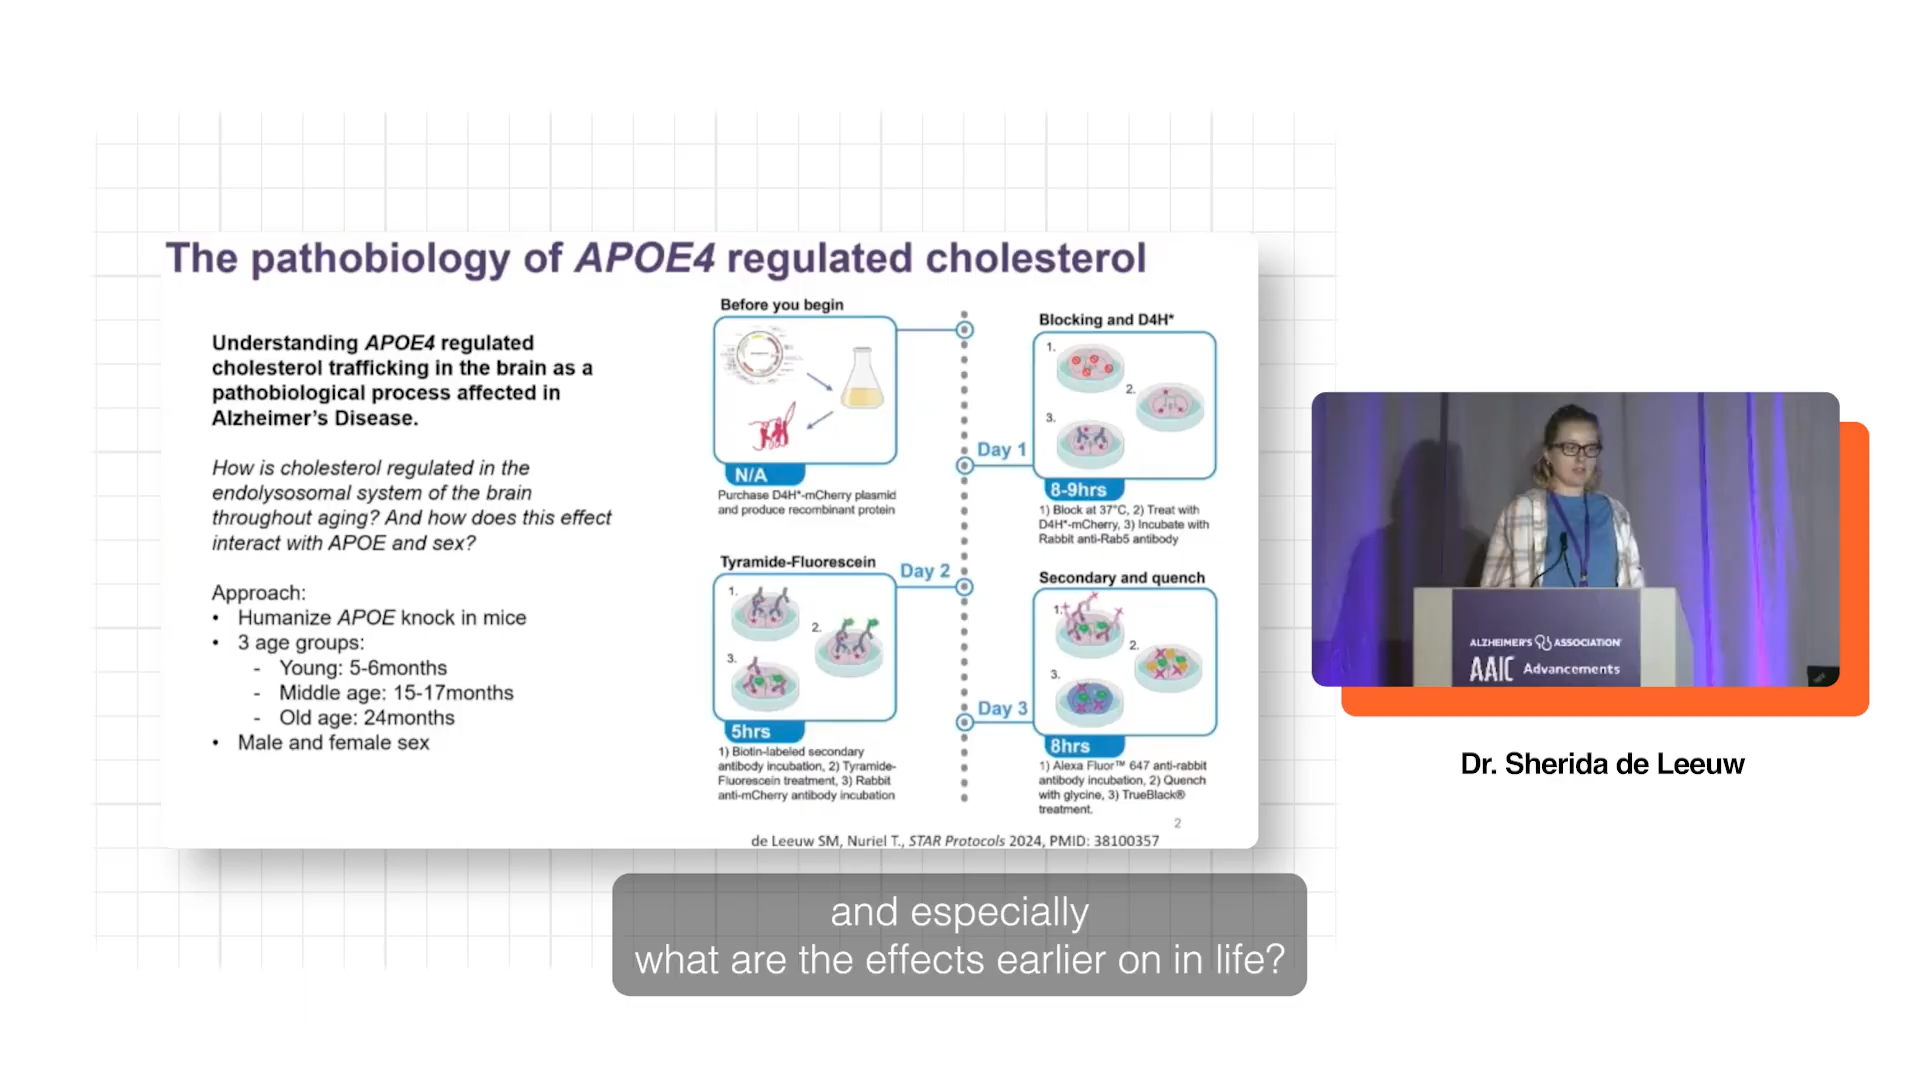 The pathobiology of APOE4 regulated cholesterol
Understanding APOE4 regulated
cholesterol trafficking in the brain as a
pathobiological process affected in
Alzheimer's Disease.
How is cholesterol regulated in the
endolysosomal system of the brain
throughout aging? And how does this effect
interact with APOE and sex?
Approach:
• Humanize APOE knock in mice
• 3 age groups:
- Young: 5-6months
- Middle age: 15-17months
- Old age: 24months
• Male and female sex
Before you begin
N/A
Purchase D4H*-mCherry plasmid
and produce recombinant protein
Day 1
Blocking and D4H*
1.
2.
3.
8-9hrs
1) Block at 37°C, 2) Treat with
D4H*-mCherry, 3) Incubate with
Rabbit anti-Rab5 antibody
Tyramide-Fluorescein
Day 2
1.
2.
3.
5hrs
1) Biotin-labeled secondary
antibody incubation, 2) Tyramide-
Fluorescein treatment, 3) Rabbit
anti-mCherry antibody incubation
Day 3
Secondary and quench
1.
2.
3.
8hrs
1) Alexa Fluor™ 647 anti-rabbit
antibody incubation, 2) Quench
with glycine, 3) TrueBlack®
treatment.
2
de Leeuw SM, Nuriel T., STAR Protocols 2024, PMID: 38100357
ALZHEIMER'S ASSOCIATION
AAIC Advancements
Dr. Sherida de Leeuw
and especially
what are the effects earlier on in life?